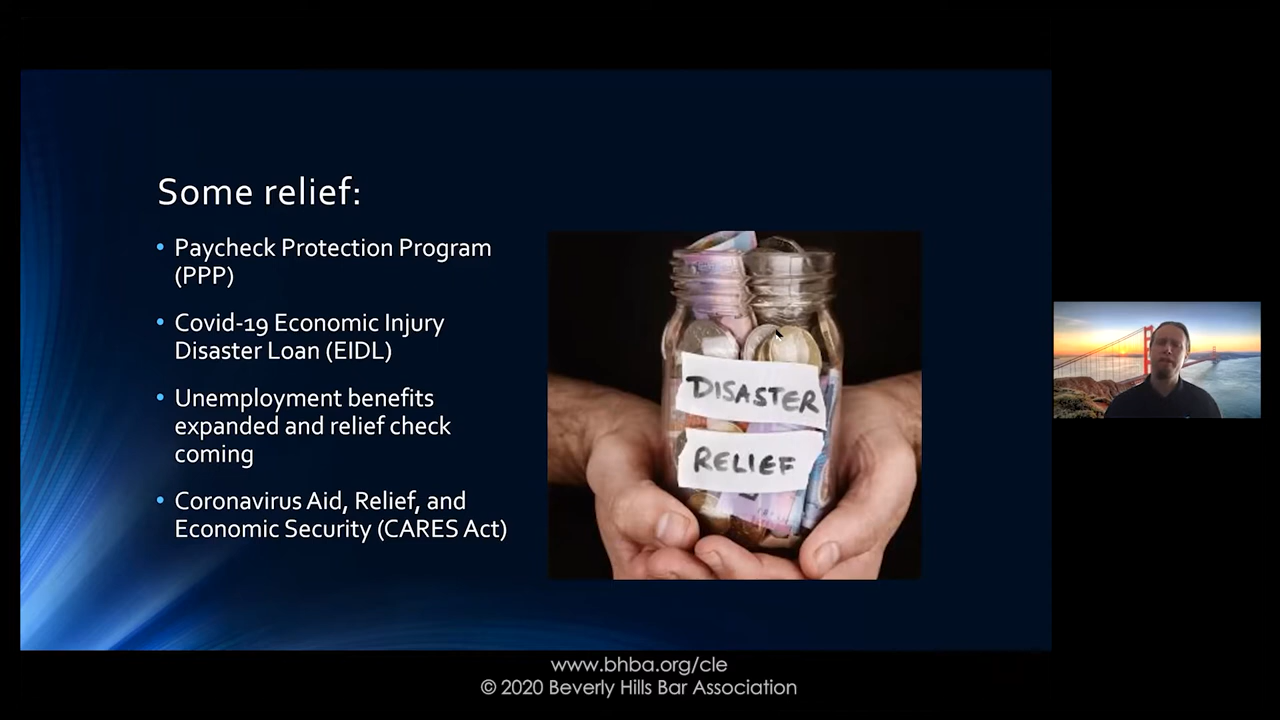 Some relief:
• Paycheck Protection Program
(PPP)
• Covid-19 Economic Injury
Disaster Loan (EIDL)
• Unemployment benefits
expanded and relief check
coming
• Coronavirus Aid, Relief, and
Economic Security (CARES Act)
DISASTER
RELIEF
www.bhba.org/cle
© 2020 Beverly Hills Bar Association